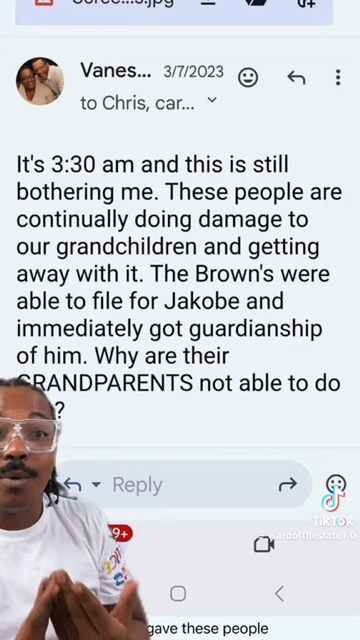 Vanes... 3/7/2023
to Chris, car...
It's 3:30 am and this is still
bothering me. These people are
continually doing damage to
our grandchildren and getting
away with it. The Brown's were
able to file for Jakobe and
immediately got guardianship
of him. Why are their
GRANDPARENTS not able to do
?
Reply
TikTok
9+
gave these people